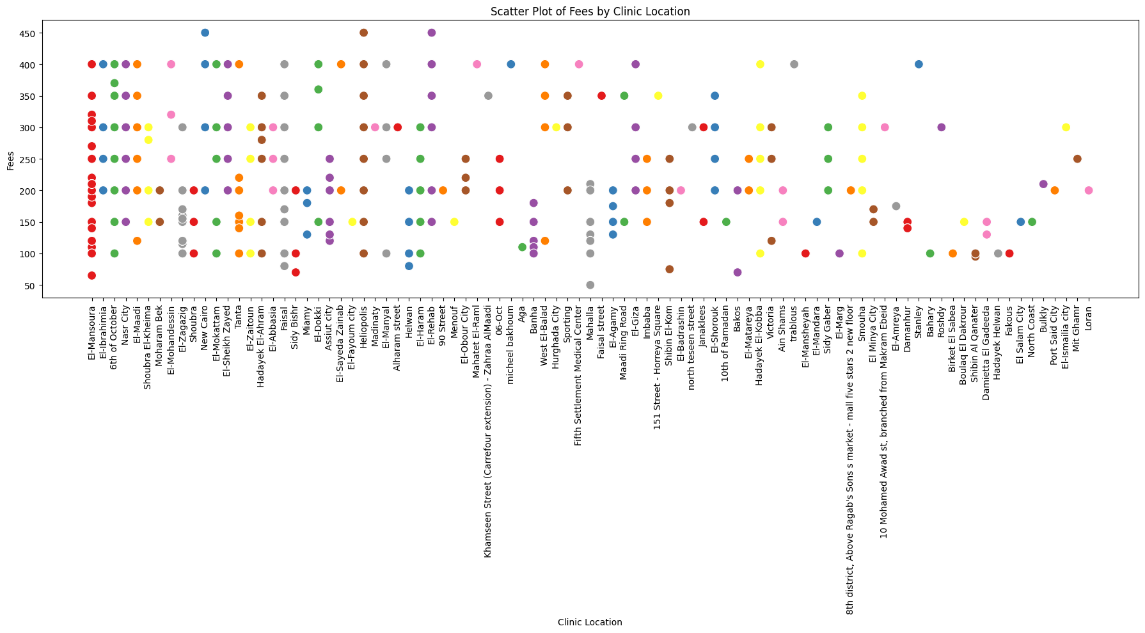 Scatter Plot of Fees by Clinic Location
Fees
450
400
350
300
250
200
150
100
50
El-Mansoura
El-Ibrahimia
6th of October
Nasr City
El-Maadi
Shoubra El-Kheima
Moharam Bek
El-Mohandessin
El-Zagazig
Shoubra
New Cairo
El-Mokattam
El-Sheikh Zayed
Tanta
El-Zaitoun
Hadayek El-Ahram
El-Abbasia
Faisal
Sidy Bishr
Miamy
El-Dokki
Assiut city
El-Sayeda Zainab
El-Fayoum city
Heliopolis
Madinaty
El-Manyal
Alharam street
Helwan
El-Haram
El-Rehab
90 Street
Menouf
El-Obour City
Mahatet El-Raml
Khamseen Street (Carrefour extension) - Zahraa AlMaadi
06-Oct
micheel bakhoum
Aga
Banha
West El-Balad
Hurghada City
Sporting
Fifth Settlement Medical Center
Mahalla
Faisal street
El-Agamy
Maadi Ring Road
El-Giza
Imbaba
151 Street - Horreya Square
Shibin El-Kom
El-Badrashin
north teseen street
Janaklees
El-Shorouk
10th of Ramadan
Bakos
El-Matareya
Hadayek El-Kobba
Victoria
Ain Shams
trablous
El-Mansheyah
El-Mandara
Sidy Gaber
El-Marg
8th district, Above Ragab's Sons s market - mall five stars 2 new floor
Smouha
El Minya City
10 Mohamed Awad st, branched from Makram Ebeid
El-Amreya
Damanhur
Stanley
Bahary
Roshdy
Birket El Sabea
Boulaq El Dakrour
Shibin Al Qanater
Damietta El Gadeeda
Hadayek Helwan
Fakous
El Salam City
North Coast
Bulkly
Port Said City
El-Ismailia city
Mit Ghamr
Loran
Clinic Location